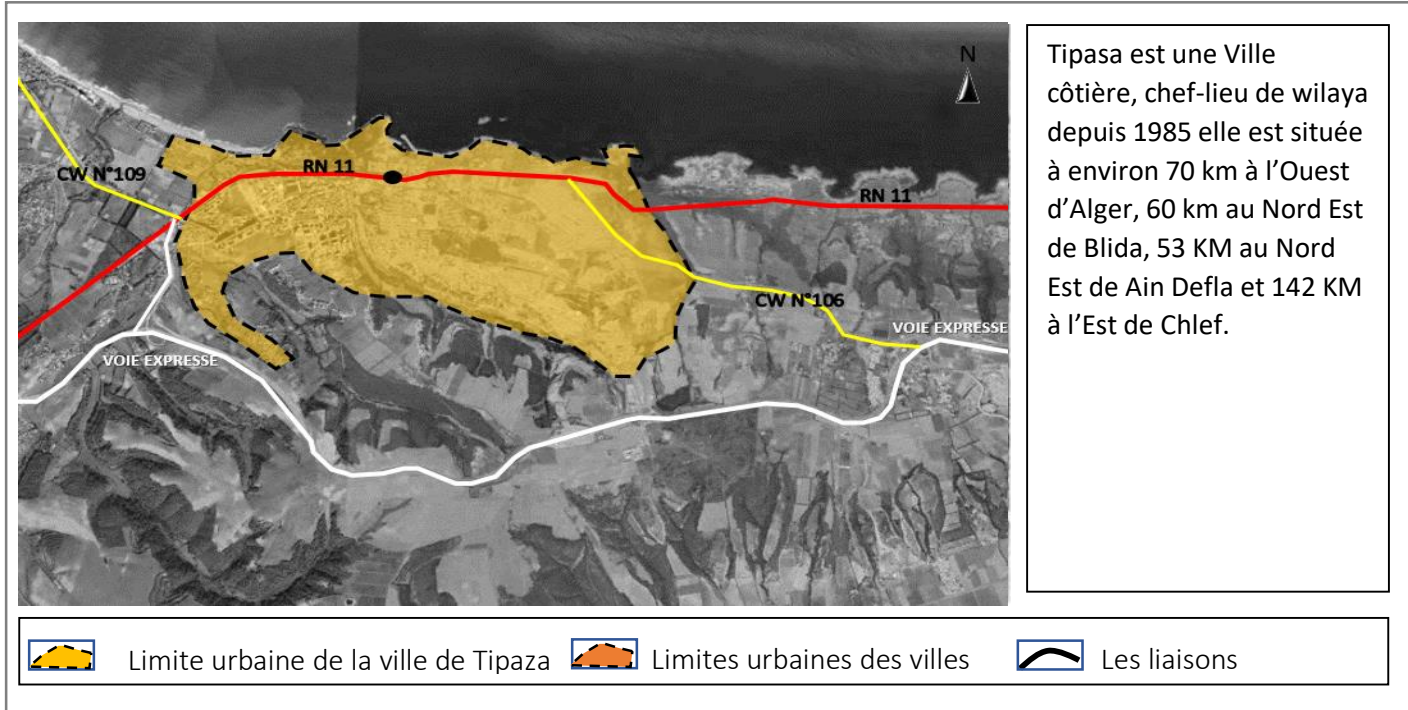 N
CW N°109
RN 11
RN 11
CW N°106
VOIE EXPRESSE
VOIE EXPRESSE
Tipasa est une Ville
côtière, chef-lieu de wilaya
depuis 1985 elle est située
à environ 70 km à l’Ouest
d’Alger, 60 km au Nord Est
de Blida, 53 KM au Nord
Est de Ain Defla et 142 KM
à l’Est de Chlef.
Limite urbaine de la ville de Tipaza
Limites urbaines des villes
Les liaisons